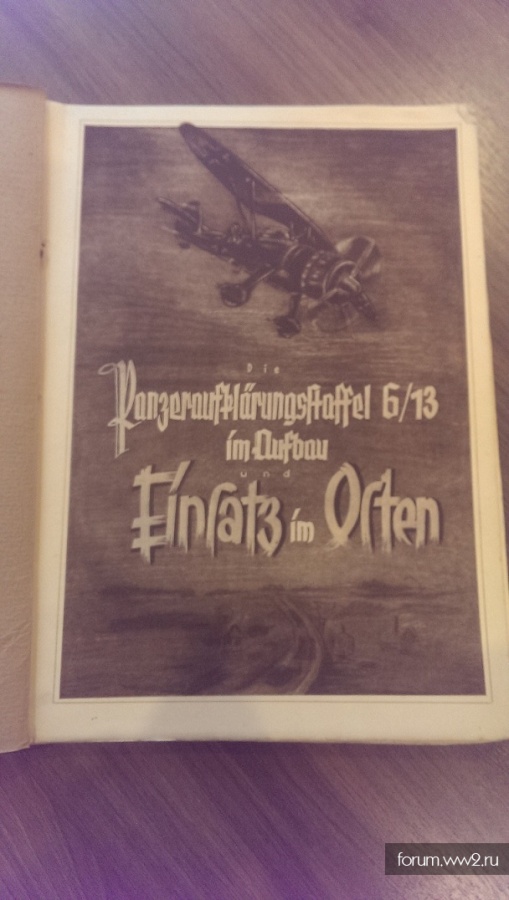 Die
Panzeraufklärungsstaffel 6/13
im Aufbau
und
Einsatz im Osten
forum.ww2.ru